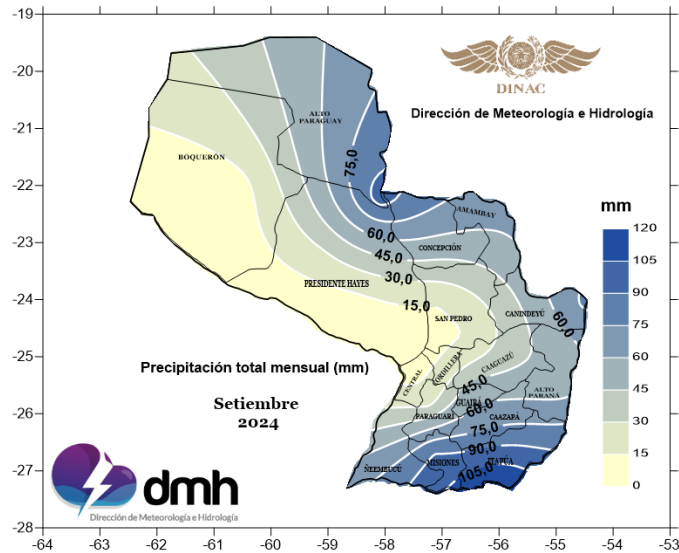 DINAC
Dirección de Meteorología e Hidrología
-19
-20
-21
-22
-23
-24
-25
-26
-27
-28
-64
-63
-62
-61
-60
-59
-58
-57
-56
-55
-54
ALTO
PARAGUAY
BOQUERÓN
75,0
AMAMBAY
60,0
CONCEPCIÓN
45,0
30,0
PRESIDENTE HAYES
15,0
SAN PEDRO
CANINDEYÚ
60,0
CORDILLERA
CENTRAL
CAAGUAZÚ
45,0
ALTO
PARANÁ
GUAIRÁ
60,0
PARAGUARÍ
CAAZAPÁ
75,0
90,0
ÑEEMBUCÚ
MISIONES
ITAPÚA
105,0
mm
120
105
90
75
60
45
30
15
0
Precipitación total mensual (mm)
Setiembre
2024
dmh
Dirección de Meteorología e Hidrología